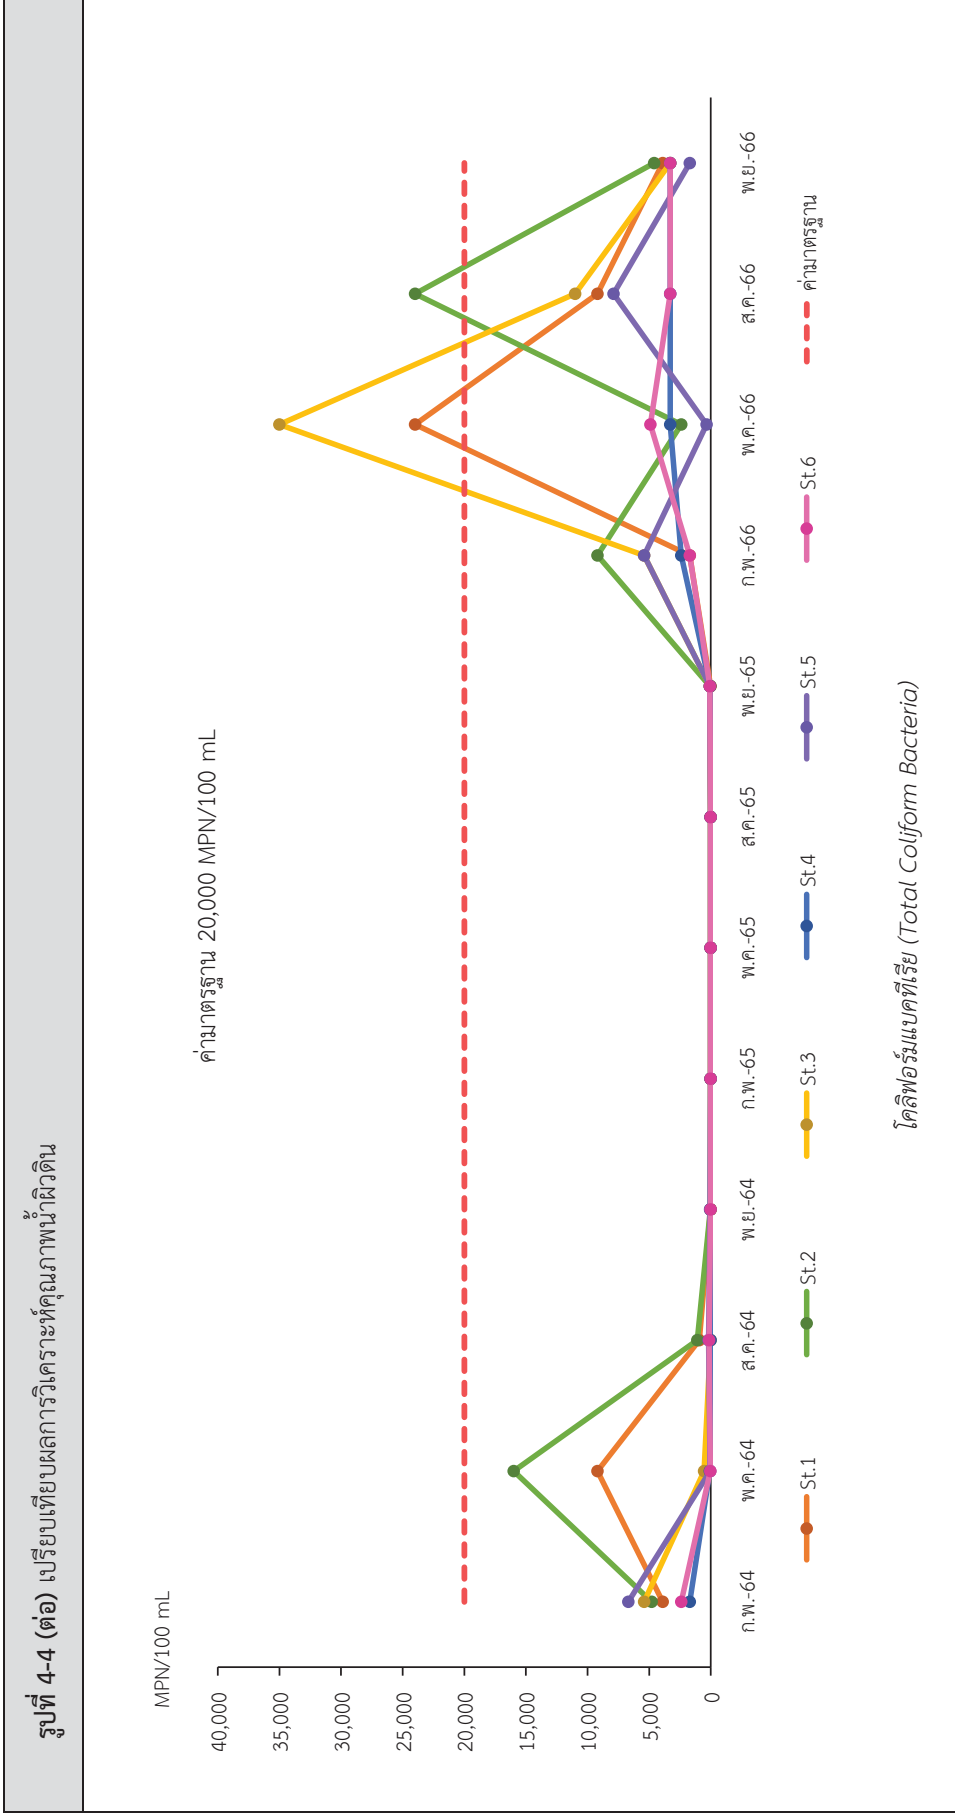 รูปที่ 4-4 (ต่อ) เปรียบเทียบผลการวิเคราะห์คุณภาพน้ำผิวดิน
MPN/100 mL
ค่ามาตรฐาน 20,000 MPN/100 mL
40,000
35,000
30,000
25,000
20,000
15,000
10,000
5,000
0
ก.พ.-64 พ.ค.-64 ส.ค.-64 พ.ย.-64 ก.พ.-65 พ.ค.-65 ส.ค.-65 พ.ย.-65 ก.พ.-66 พ.ค.-66 ส.ค.-66 พ.ย.-66
St.1 St.2 St.3 St.4 St.5 St.6 ค่ามาตรฐาน
โคลิฟอร์มแบคทีเรีย (Total Coliform Bacteria)